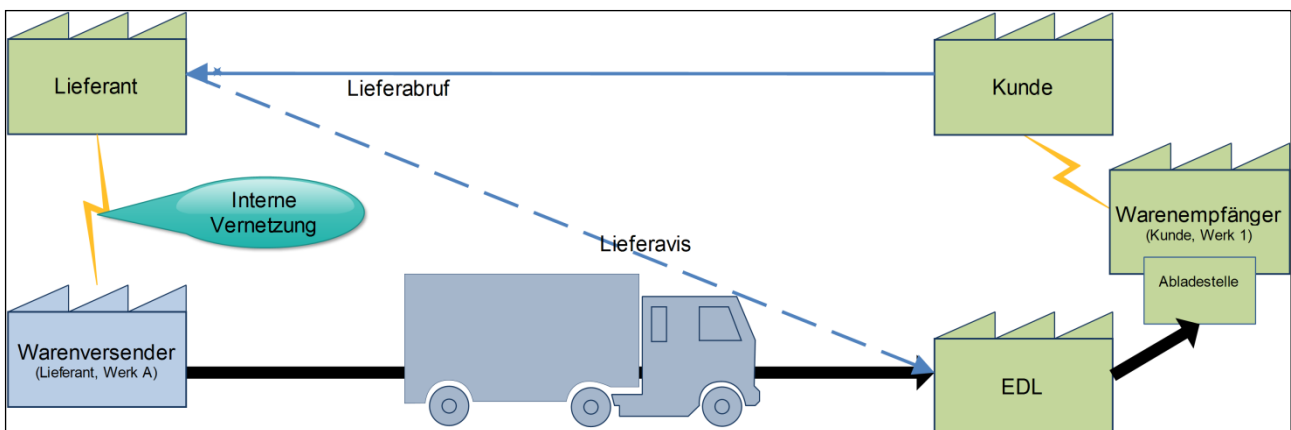 Lieferant
Lieferabruf
Kunde
Interne
Vernetzung
Warenempfänger
(Kunde, Werk 1)
Lieferavis
Abladestelle
Warenversender
(Lieferant, Werk A)
EDL